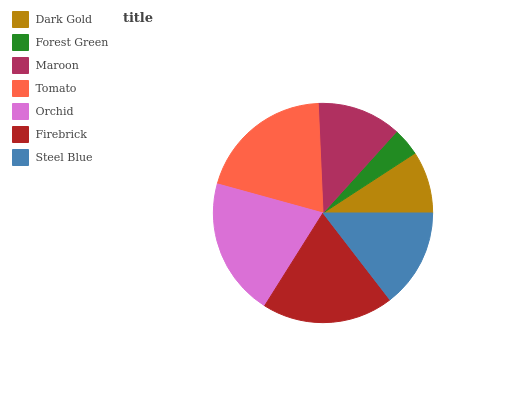 title
Dark Gold
Forest Green
Maroon
Tomato
Orchid
Firebrick
Steel Blue